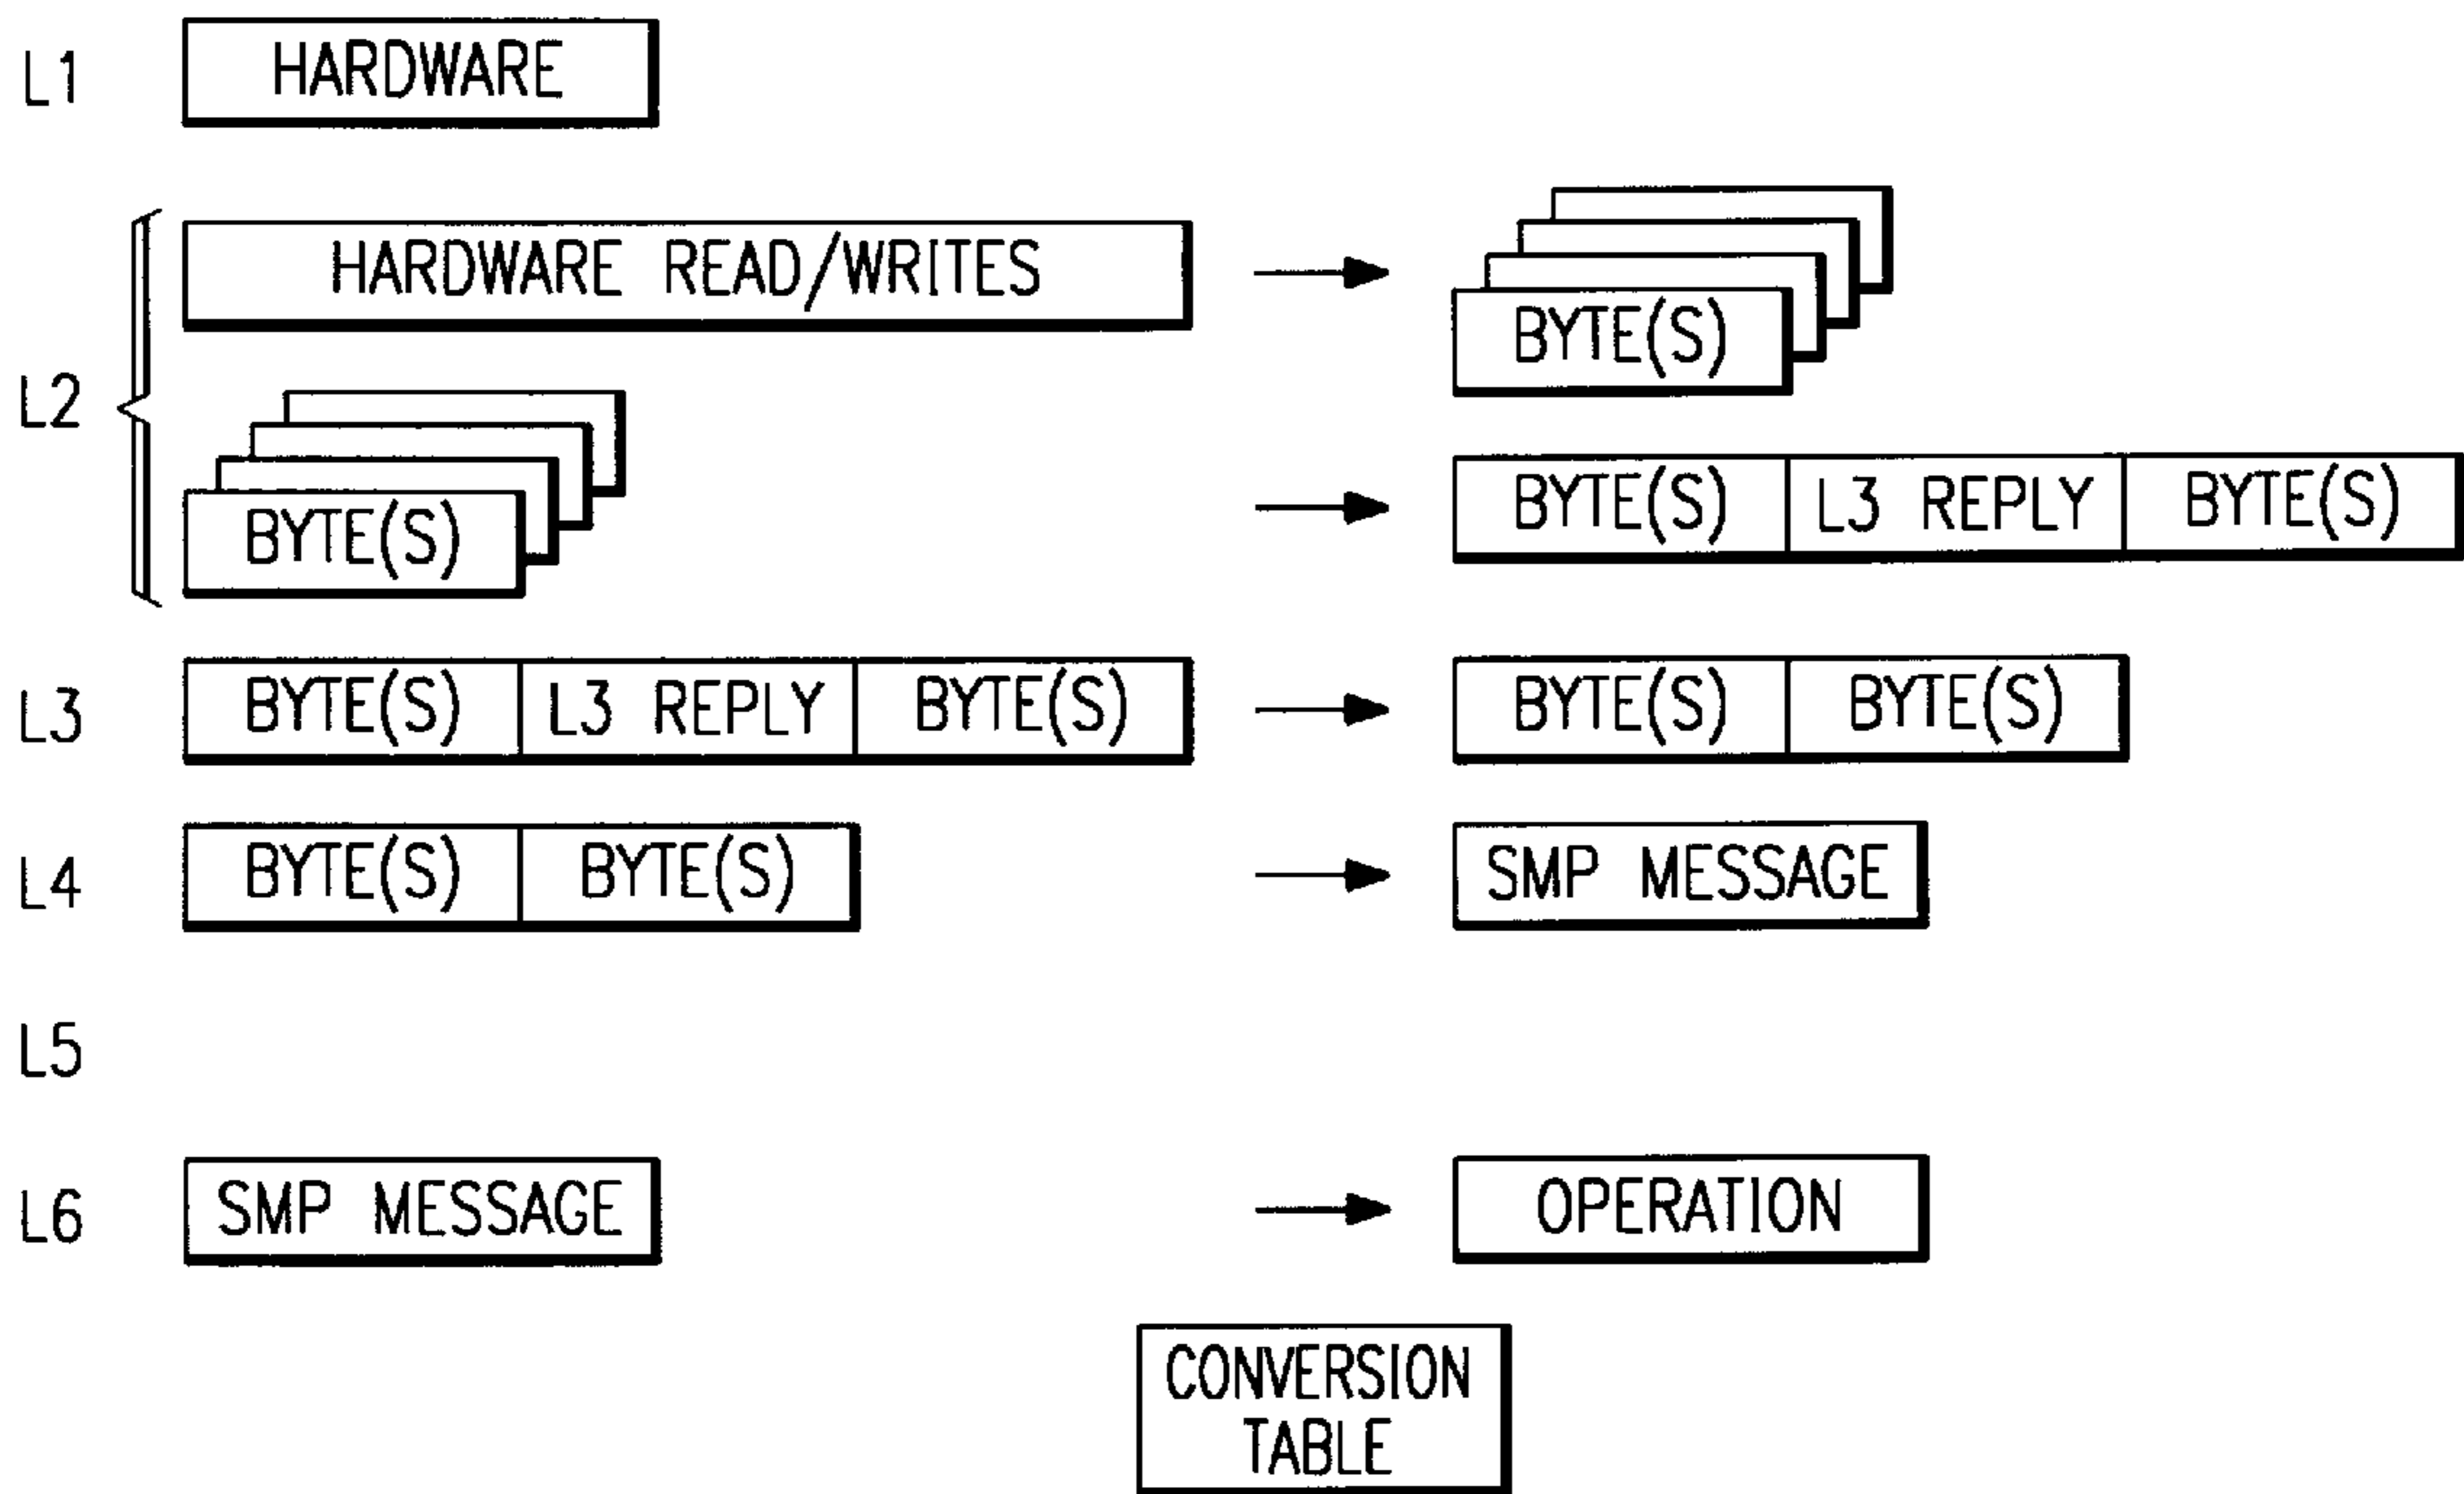 L1 HARDWARE
HARDWARE READ/WRITES BYTE(S)
L2
BYTE(S) BYTE(S) L3 REPLY BYTE(S)
L3 BYTE(S) L3 REPLY BYTE(S) BYTE(S) BYTE(S)
L4 BYTE(S) BYTE(S) SMP MESSAGE
L5
L6 SMP MESSAGE OPERATION
CONVERSION
TABLE